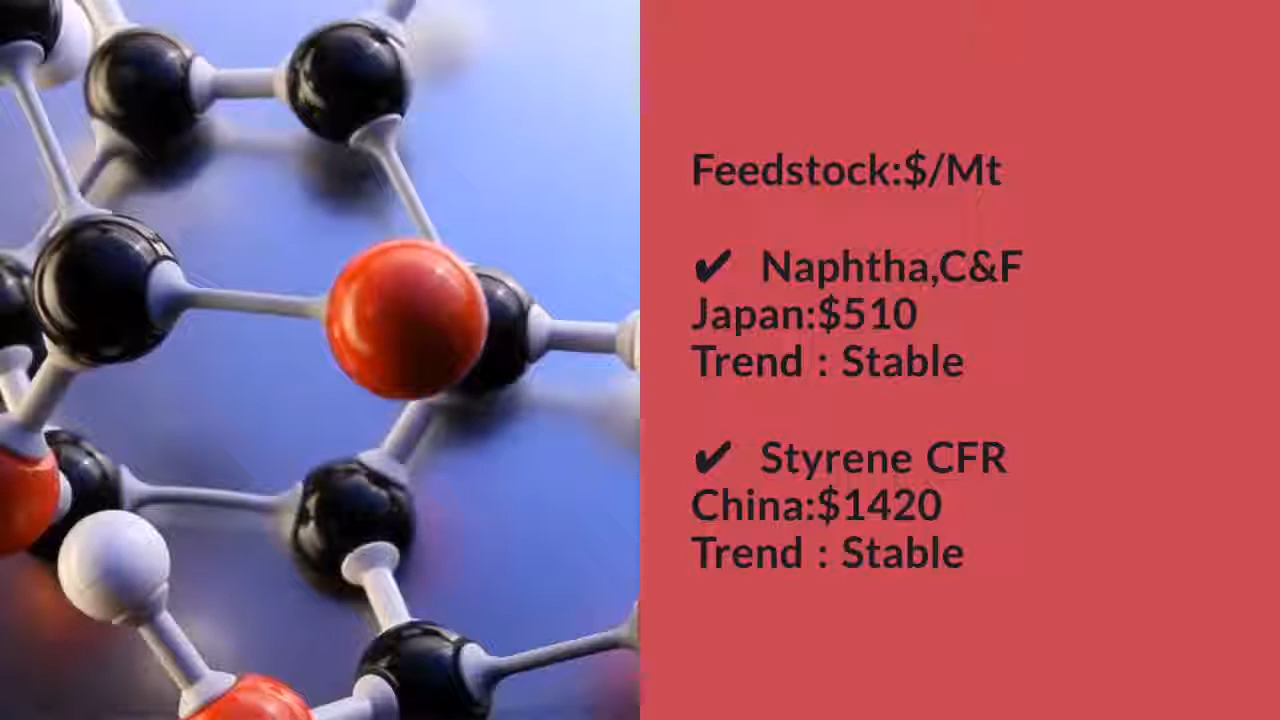 Feedstock:$/Mt
✔ Naphtha,C&F
Japan:$510
Trend : Stable
✔ Styrene CFR
China:$1420
Trend : Stable